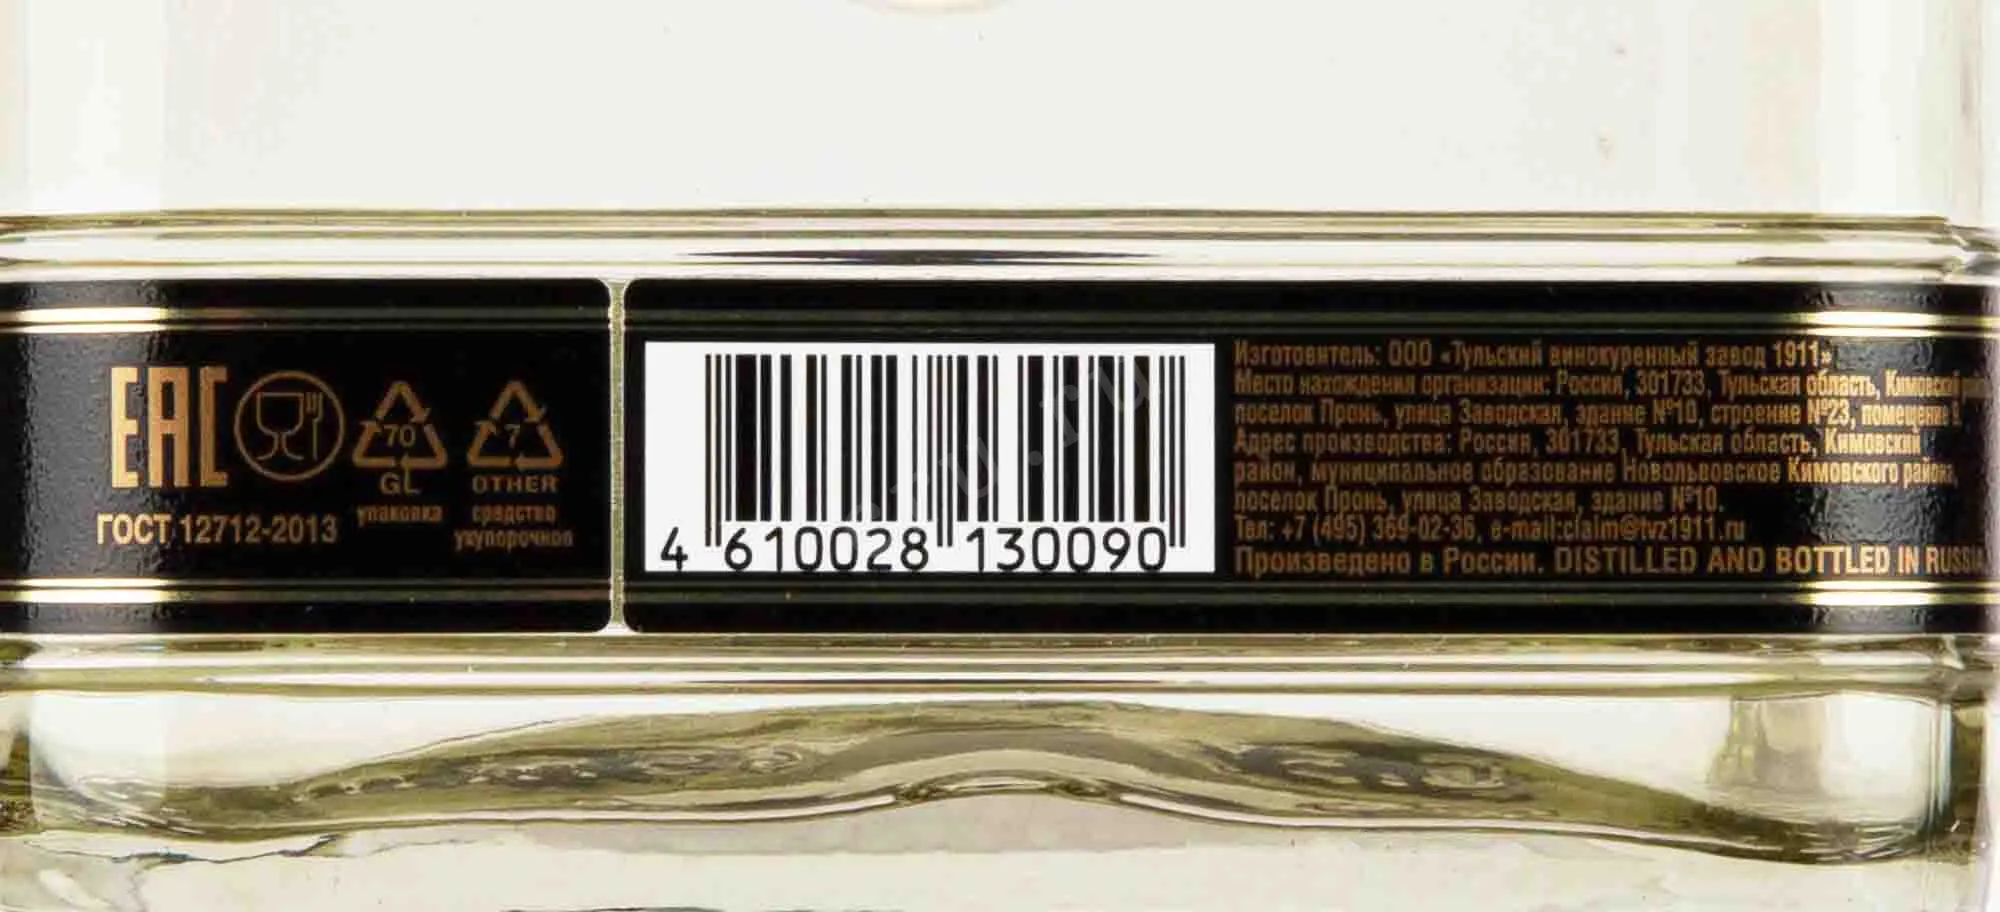 EAC
70
GL
упаковка
7
OTHER
средство
укупорочное
ГОСТ 12712-2013
4 610028 130090
Изготовитель: ООО «Тульский винокуренный завод 1911»
Место нахождения организации: Россия, 301733, Тульская область, Кимовский
поселок Пронь, улица Заводская, здание №10, строение №23, помещение
Адрес производства: Россия, 301733, Тульская область, Кимовский
район, муниципальное образование Новольвовское Кимовского района,
поселок Пронь, улица Заводская, здание №10.
Тел: +7 (495) 369-02-36, e-mail:claim@tvz1911.ru
Произведено в России. DISTILLED AND BOTTLED IN RUSSIA